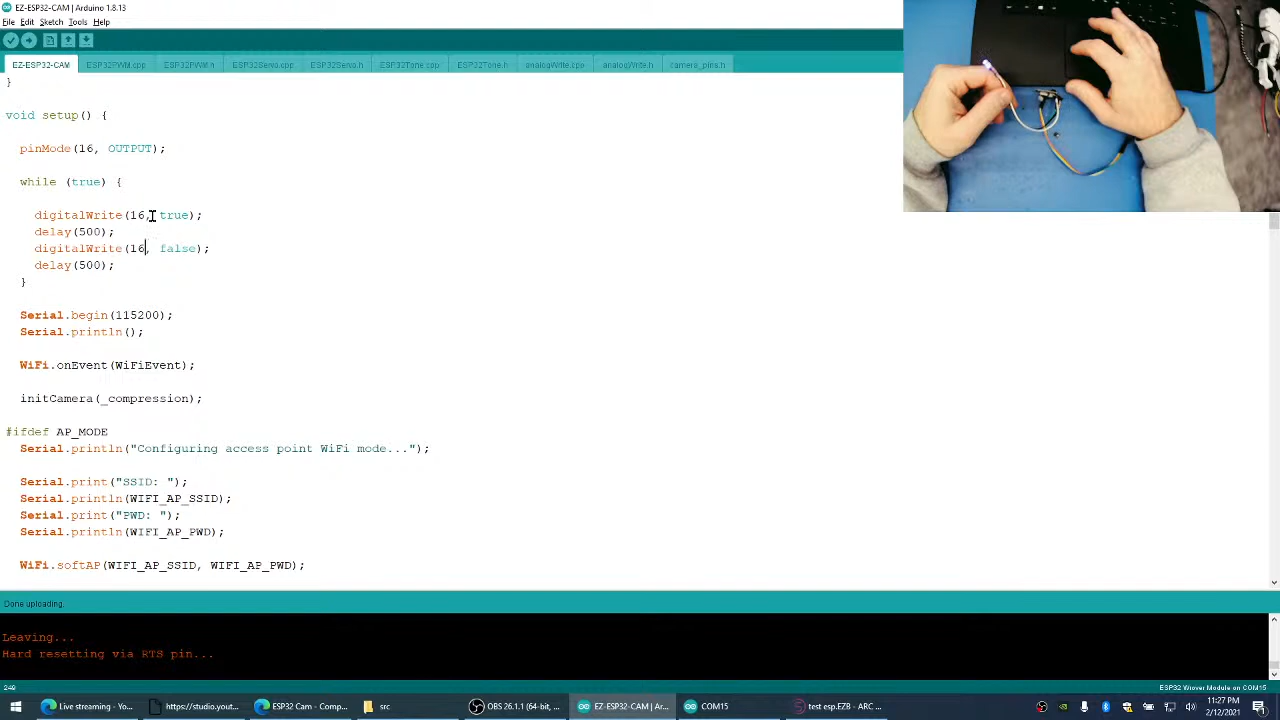 EZ-ESP32-CAM | Arduino 1.8.13
File Edit Sketch Tools Help
EZ-ESP32-CAM ESP32PWM.cpp ESP32PWM.h ESP32Servo.cpp ESP32Servo.h ESP32Tone.cpp ESP32Tone.h analogWrite.cpp analogWrite.h camera_pins.h
}
void setup() {
pinMode(16, OUTPUT);
while (true) {
digitalWrite(16, true);
delay(500);
digitalWrite(16, false);
delay(500);
}
Serial.begin(115200);
Serial.println();
WiFi.onEvent(WiFiEvent);
initCamera(_compression);
#ifdef AP_MODE
Serial.println("Configuring access point WiFi mode...");
Serial.print("SSID: ");
Serial.println(WIFI_AP_SSID);
Serial.print("PWD: ");
Serial.println(WIFI_AP_PWD);
WiFi.softAP(WIFI_AP_SSID, WIFI_AP_PWD);
Done uploading.
Leaving...
Hard resetting via RTS pin...
249 ESP32 Wrover Module on COM15
Live streaming - Yo... https://studio.yout... ESP32 Cam - Comp... src OBS 26.1.1 (64-bit, ... EZ-ESP32-CAM | Ar... COM15 test esp.EZB - ARC ... 11:27 PM
2/12/2021